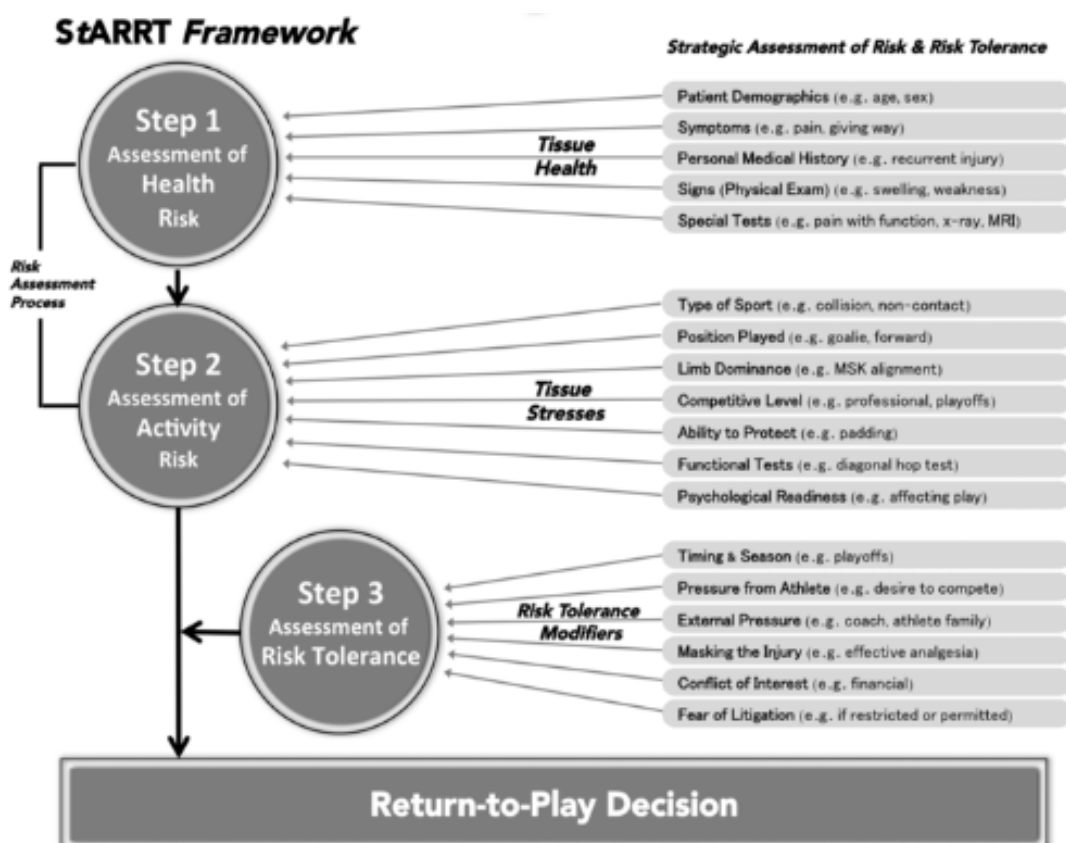 StARRT Framework
Strategic Assessment of Risk & Risk Tolerance
Step 1
Assessment of
Health
Risk
Tissue
Health
Patient Demographics (e.g. age, sex)
Symptoms (e.g. pain, giving way)
Personal Medical History (e.g. recurrent injury)
Signs (Physical Exam) (e.g. swelling, weakness)
Special Tests (e.g. pain with function, x-ray, MRI)
Risk
Assessment
Process
Step 2
Assessment of
Activity
Risk
Tissue
Stresses
Type of Sport (e.g. collision, non-contact)
Position Played (e.g. goalie, forward)
Limb Dominance (e.g. MSK alignment)
Competitive Level (e.g. professional, playoffs)
Ability to Protect (e.g. padding)
Functional Tests (e.g. diagonal hop test)
Psychological Readiness (e.g. affecting play)
Step 3
Assessment of
Risk Tolerance
Risk Tolerance
Modifiers
Timing & Season (e.g. playoffs)
Pressure from Athlete (e.g. desire to compete)
External Pressure (e.g. coach, athlete family)
Masking the Injury (e.g. effective analgesia)
Conflict of Interest (e.g. financial)
Fear of Litigation (e.g. if restricted or permitted)
Return-to-Play Decision